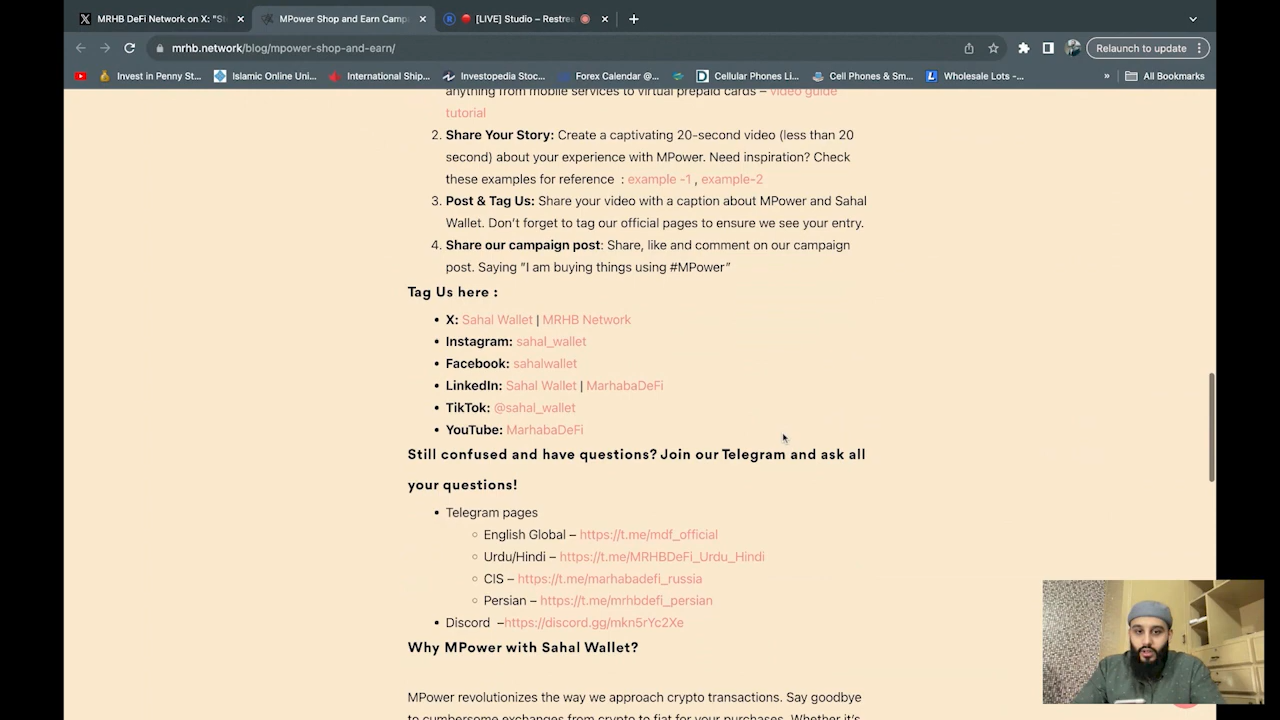 MRHB DeFi Network on X: "S
MPower Shop and Earn Camp
[LIVE] Studio – Restre
mrhb.network/blog/mpower-shop-and-earn/
Relaunch to update
Invest in Penny St...
Islamic Online Uni...
International Ship...
Investopedia Stoc...
Forex Calendar @...
Cellular Phones Li...
Cell Phones & Sm...
Wholesale Lots -...
»
All Bookmarks
anything from mobile services to virtual prepaid cards – video guide
tutorial
2. Share Your Story: Create a captivating 20-second video (less than 20
second) about your experience with MPower. Need inspiration? Check
these examples for reference : example -1 , example-2
3. Post & Tag Us: Share your video with a caption about MPower and Sahal
Wallet. Don't forget to tag our official pages to ensure we see your entry.
4. Share our campaign post: Share, like and comment on our campaign
post. Saying "I am buying things using #MPower"
Tag Us here :
• X: Sahal Wallet | MRHB Network
• Instagram: sahal_wallet
• Facebook: sahalwallet
• LinkedIn: Sahal Wallet | MarhabaDeFi
• TikTok: @sahal_wallet
• YouTube: MarhabaDeFi
Still confused and have questions? Join our Telegram and ask all
your questions!
• Telegram pages
○ English Global – https://t.me/mdf_official
○ Urdu/Hindi – https://t.me/MRHBDeFi_Urdu_Hindi
○ CIS – https://t.me/marhabadefi_russia
○ Persian – https://t.me/mrhbdefi_persian
• Discord –https://discord.gg/mkn5rYc2Xe
Why MPower with Sahal Wallet?
MPower revolutionizes the way we approach crypto transactions. Say goodbye
to cumbersome exchanges from crypto to fiat for your purchases. Whether it's